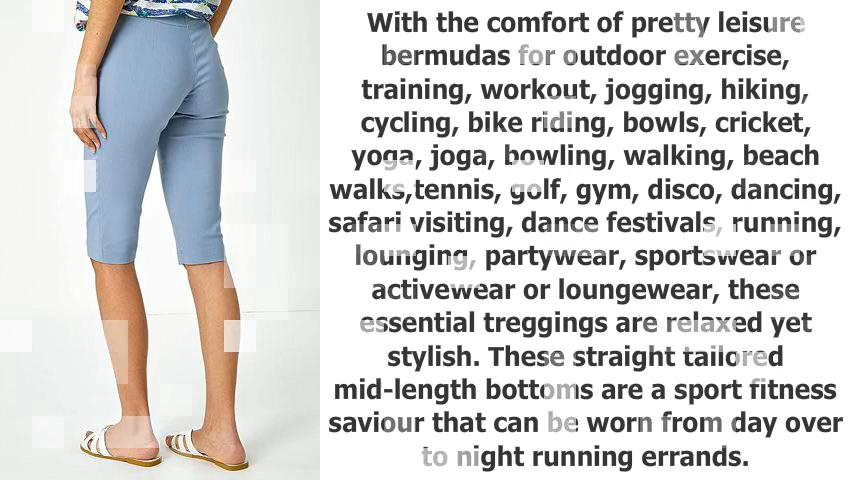 With the comfort of pretty leisure
bermudas for outdoor exercise,
training, workout, jogging, hiking,
cycling, bike riding, bowls, cricket,
yoga, joga, bowling, walking, beach
walks,tennis, golf, gym, disco, dancing,
safari visiting, dance festivals, running,
lounging, partywear, sportswear or
activewear or loungewear, these
essential treggings are relaxed yet
stylish. These straight tailored
mid-length bottoms are a sport fitness
saviour that can be worn from day over
to night running errands.